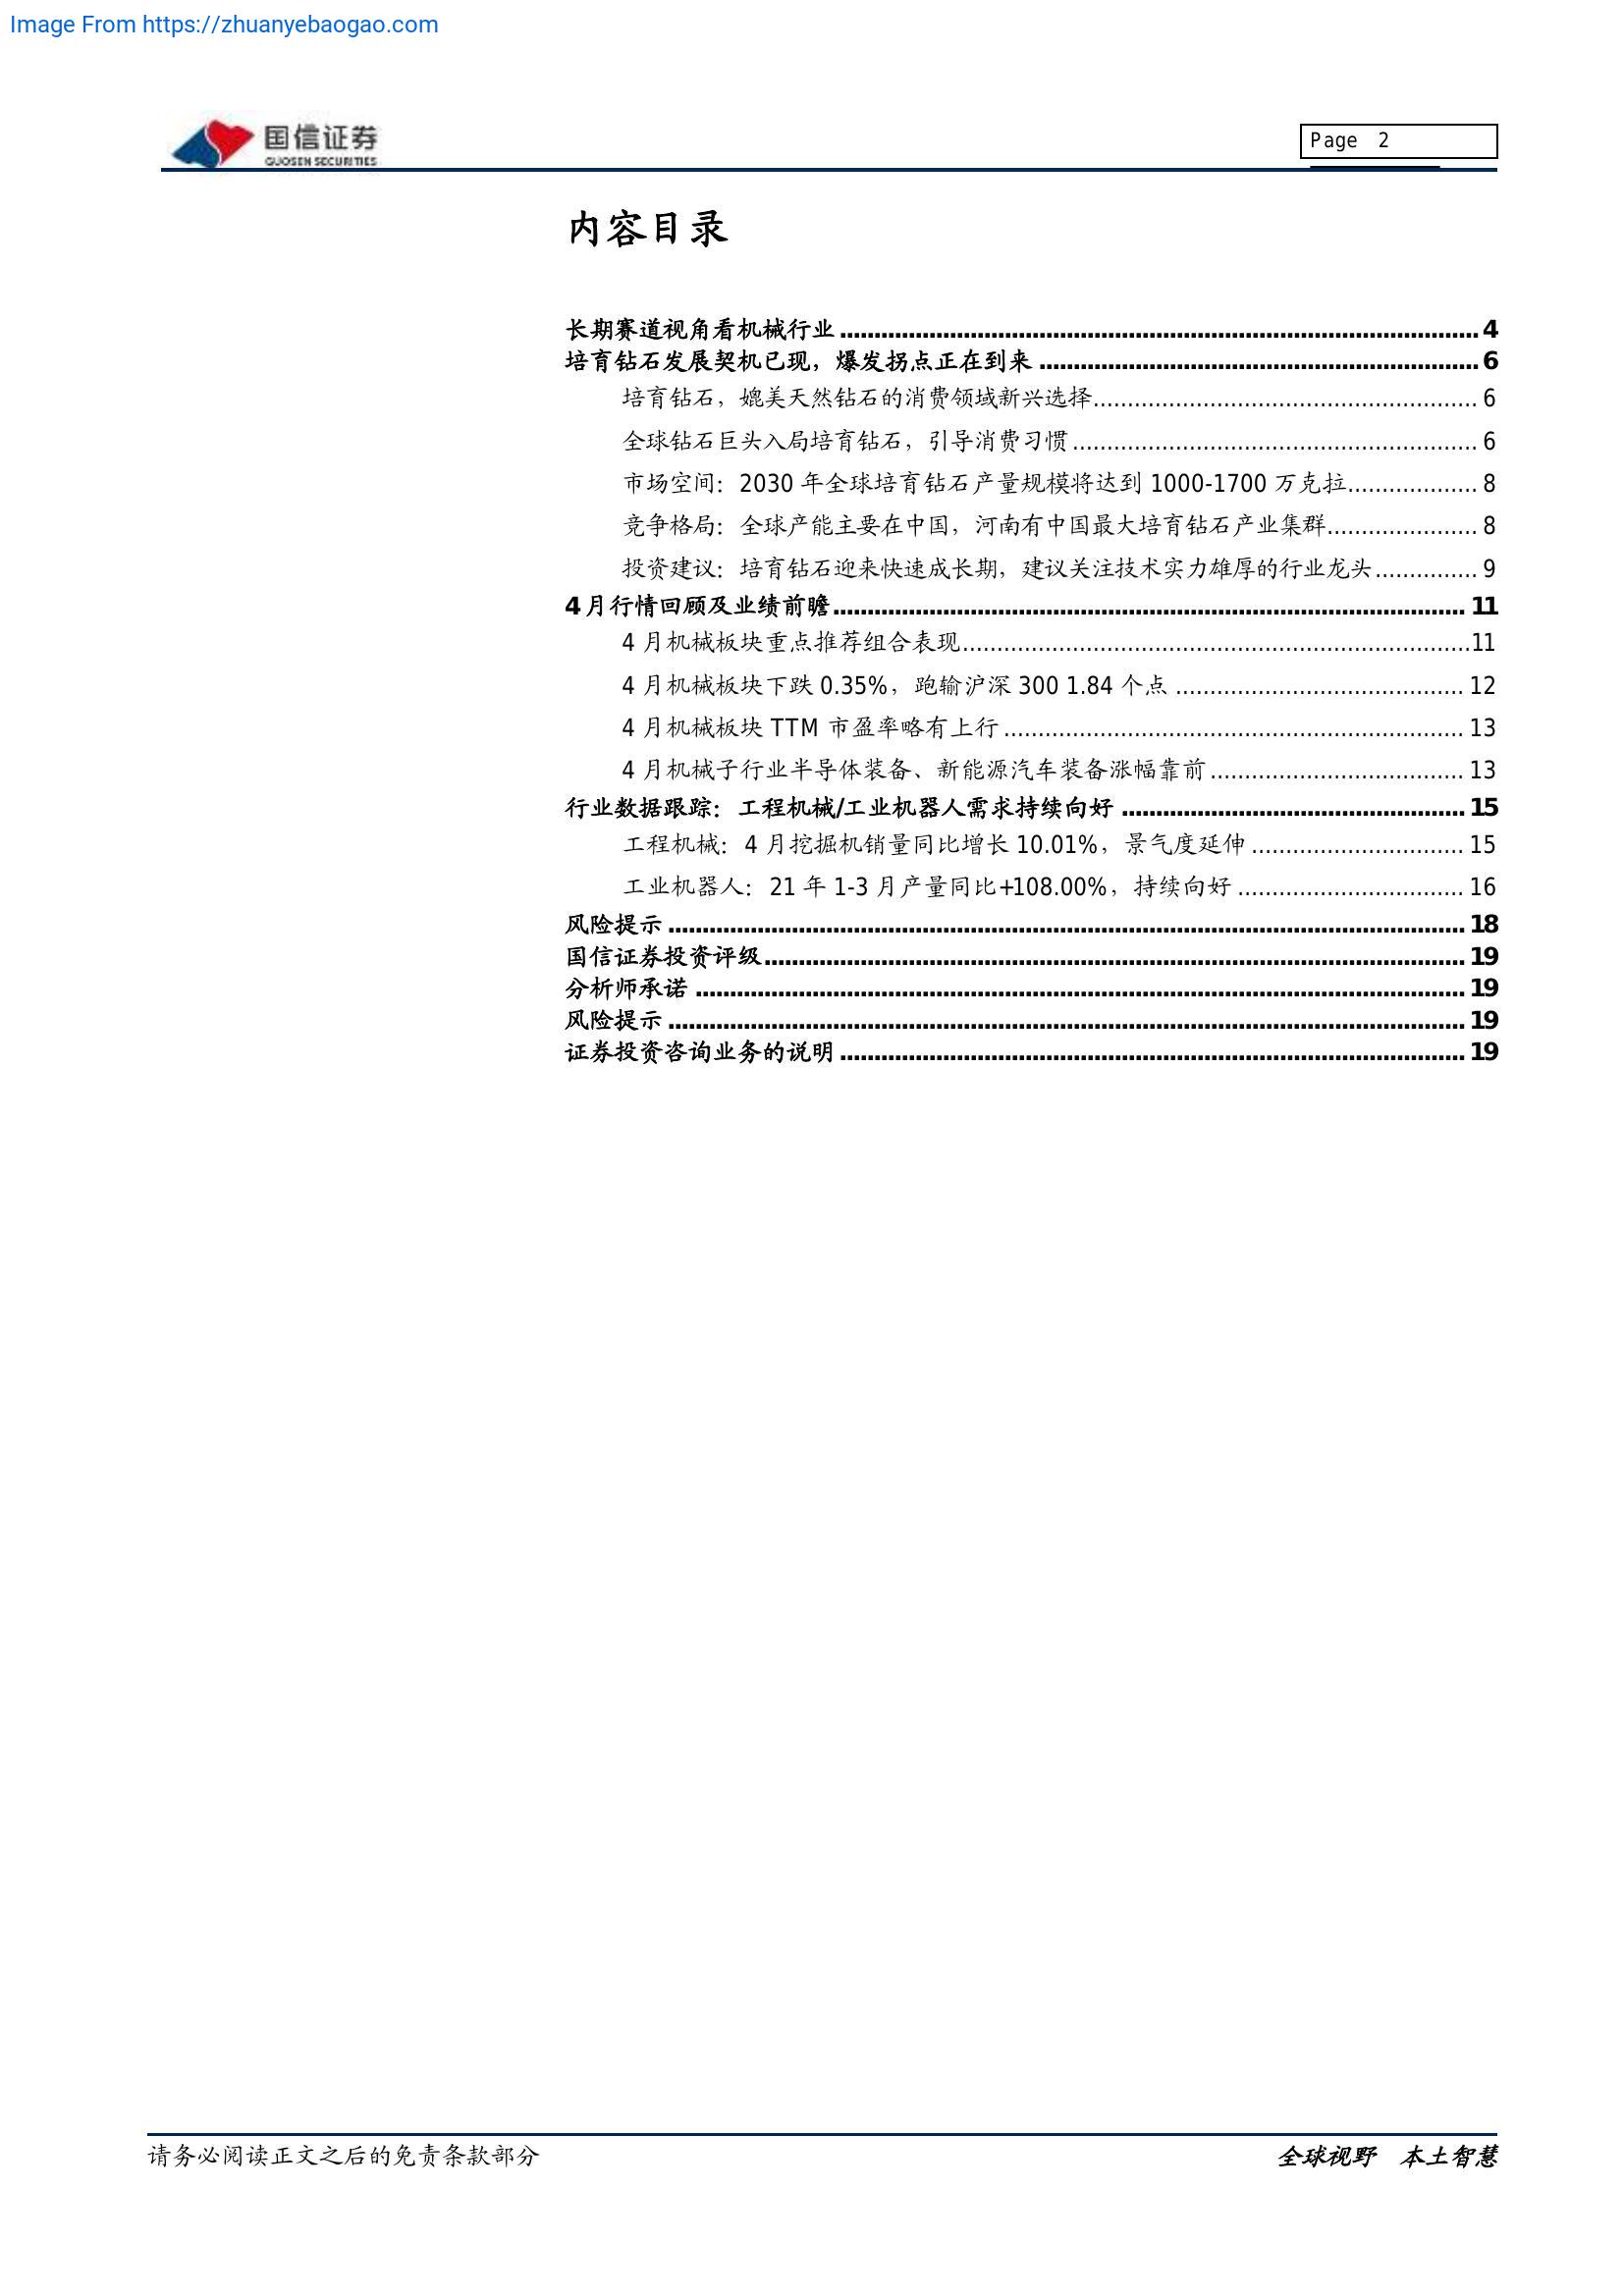 Image From https://zhuanyebaogao.com
国信证券
GUOSEN SECURITIES
Page 2
内容目录
长期赛道视角看机械行业 4
培育钻石发展契机已现，爆发拐点正在到来 6
培育钻石，媲美天然钻石的消费领域新兴选择 6
全球钻石巨头入局培育钻石，引导消费习惯 6
市场空间：2030 年全球培育钻石产量规模将达到 1000-1700 万克拉 8
竞争格局：全球产能主要在中国，河南有中国最大培育钻石产业集群 8
投资建议：培育钻石迎来快速成长期，建议关注技术实力雄厚的行业龙头 9
4 月行情回顾及业绩前瞻 11
4 月机械板块重点推荐组合表现 11
4 月机械板块下跌 0.35%，跑输沪深 300 1.84 个点 12
4 月机械板块 TTM 市盈率略有上行 13
4 月机械子行业半导体装备、新能源汽车装备涨幅靠前 13
行业数据跟踪：工程机械/工业机器人需求持续向好 15
工程机械：4 月挖掘机销量同比增长 10.01%，景气度延伸 15
工业机器人：21 年 1-3 月产量同比+108.00%，持续向好 16
风险提示 18
国信证券投资评级 19
分析师承诺 19
风险提示 19
证券投资咨询业务的说明 19
请务必阅读正文之后的免责条款部分
全球视野 本土智慧